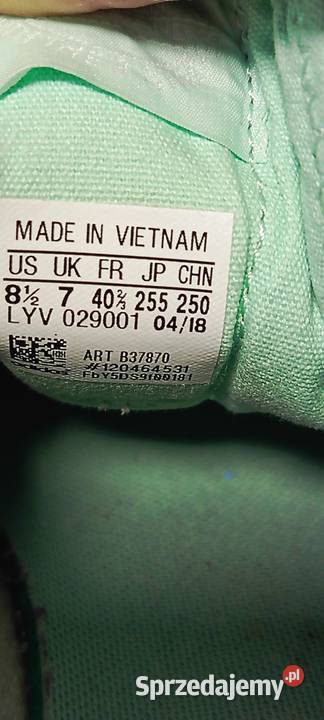 MADE IN VIETNAM
US UK FR JP CHN
8½ 7 40⅔ 255 250
LYV 029001 04/18
ART B37870
#120464531
Sprzedajemy.pl